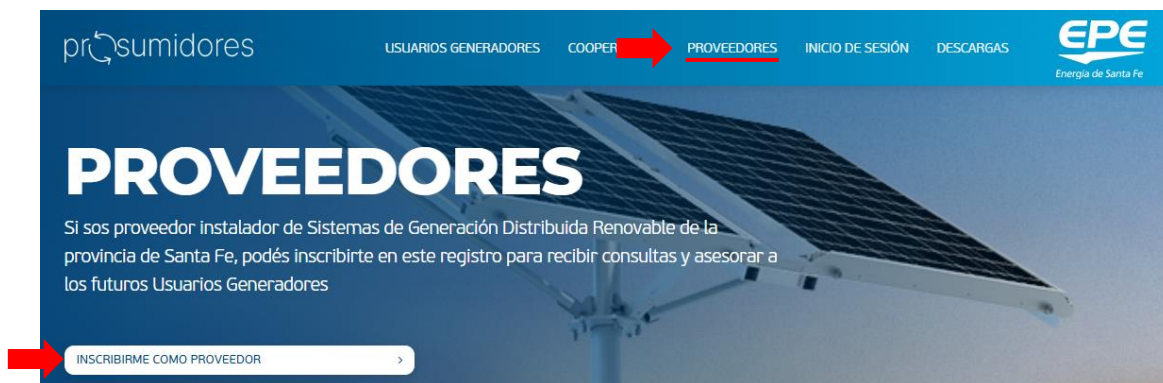 prosumidores
USUARIOS GENERADORES COOPER PROVEEDORES INICIO DE SESIÓN DESCARGAS
EPE
Energía de Santa Fe
PROVEEDORES
Si sos proveedor instalador de Sistemas de Generación Distribuida Renovable de la
provincia de Santa Fe, podés inscribirte en este registro para recibir consultas y asesorar a
los futuros Usuarios Generadores
INSCRIBIRME COMO PROVEEDOR >